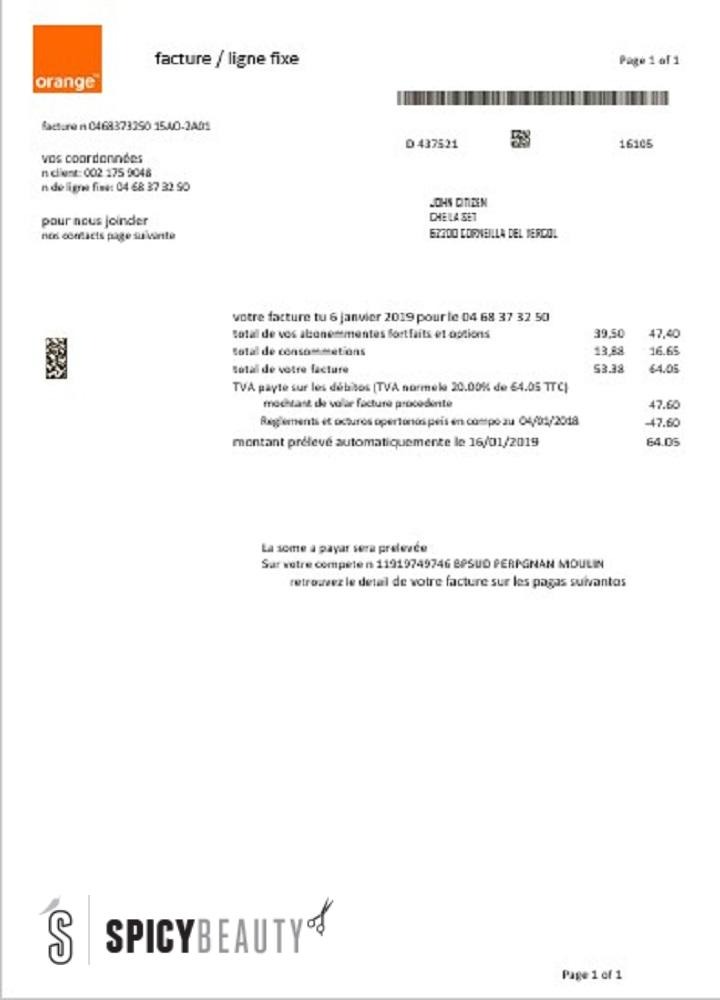 orange™
facture / ligne fixe
Page 1 of 1
facture n 0468373250 15AO-2A01
O 437521
16105
vos coordonnées
n client: 002 175 9048
n de ligne fixe: 04 68 37 32 50
JOHN CITIZEN
CHE LA SET
62200 CORNEILLA DEL VERCOL
pour nous joinder
nos contacts page suivante
votre facture tu 6 janvier 2019 pour le 04 68 37 32 50
total de vos abonemmentes fortfaits et options 39,50 47,40
total de consommetions 13,88 16.65
total de votre facture 53.38 64.05
TVA payte sur les débitos (TVA normele 20.00% de 64.05 TTC)
mochtant de volar facture procedente 47.60
Reglements et octuros opertonos peis en compo zu 04/01/2018 -47.60
montant prélevé automatiquemente le 16/01/2019 64.05
La some a payar sera prelevée
Sur votre compete n 11919749746 BPSUD PERPGNAN MOULIN
retrouvez le detail de votre facture sur les pagas suivantos
S SPICYBEAUTY
Page 1 of 1